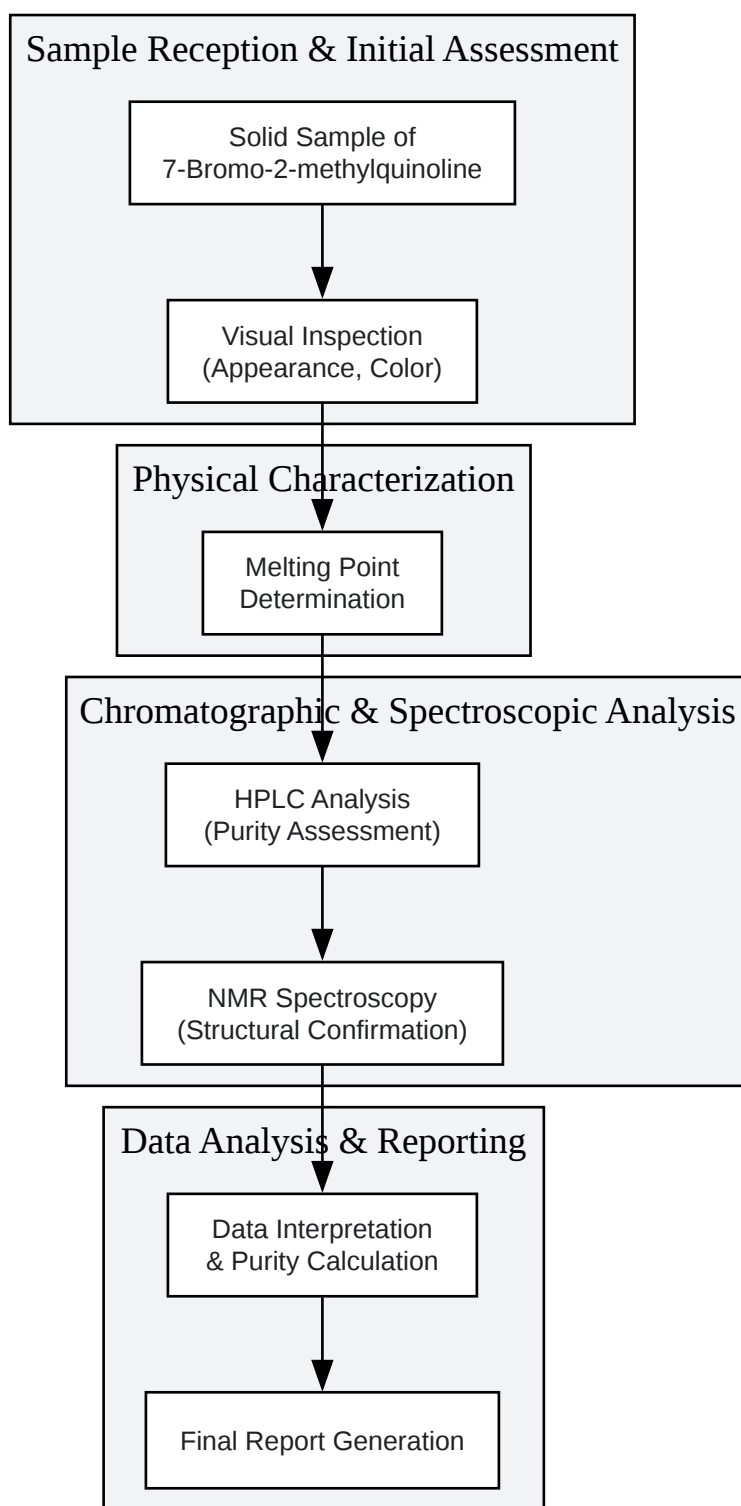 Sample Reception & Initial Assessment
Solid Sample of
7-Bromo-2-methylquinoline
Visual Inspection
(Appearance, Color)
Physical Characterization
Melting Point
Determination
Chromatographic & Spectroscopic Analysis
HPLC Analysis
(Purity Assessment)
NMR Spectroscopy
(Structural Confirmation)
Data Analysis & Reporting
Data Interpretation
& Purity Calculation
Final Report Generation